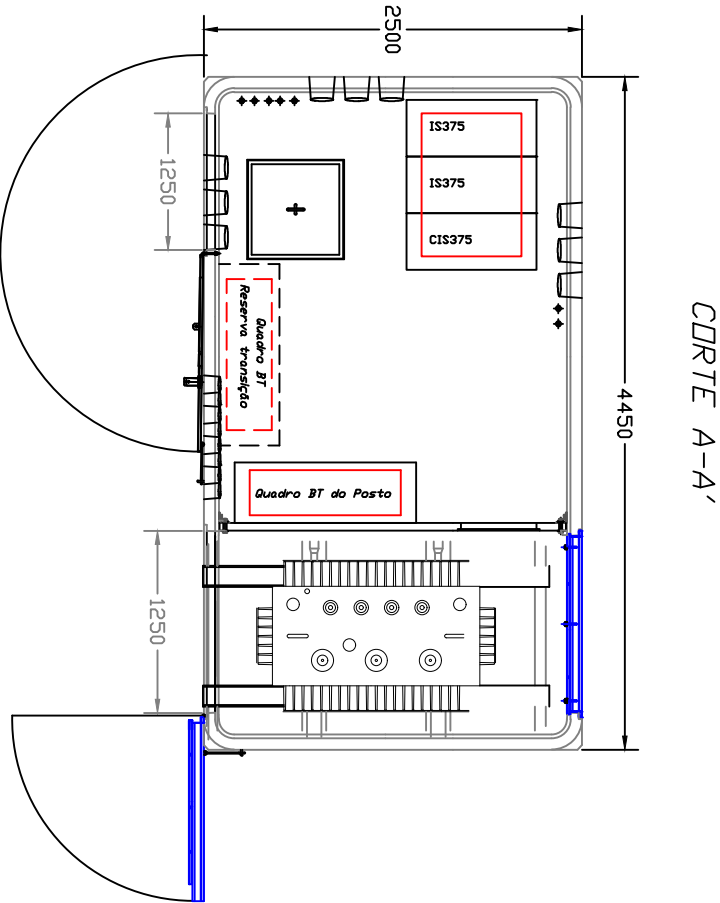 CORTE A-A'
2500
4450
IS375
IS375
CIS375
1250
Quadro BT
Reserva transição
Quadro BT do Posto
1250